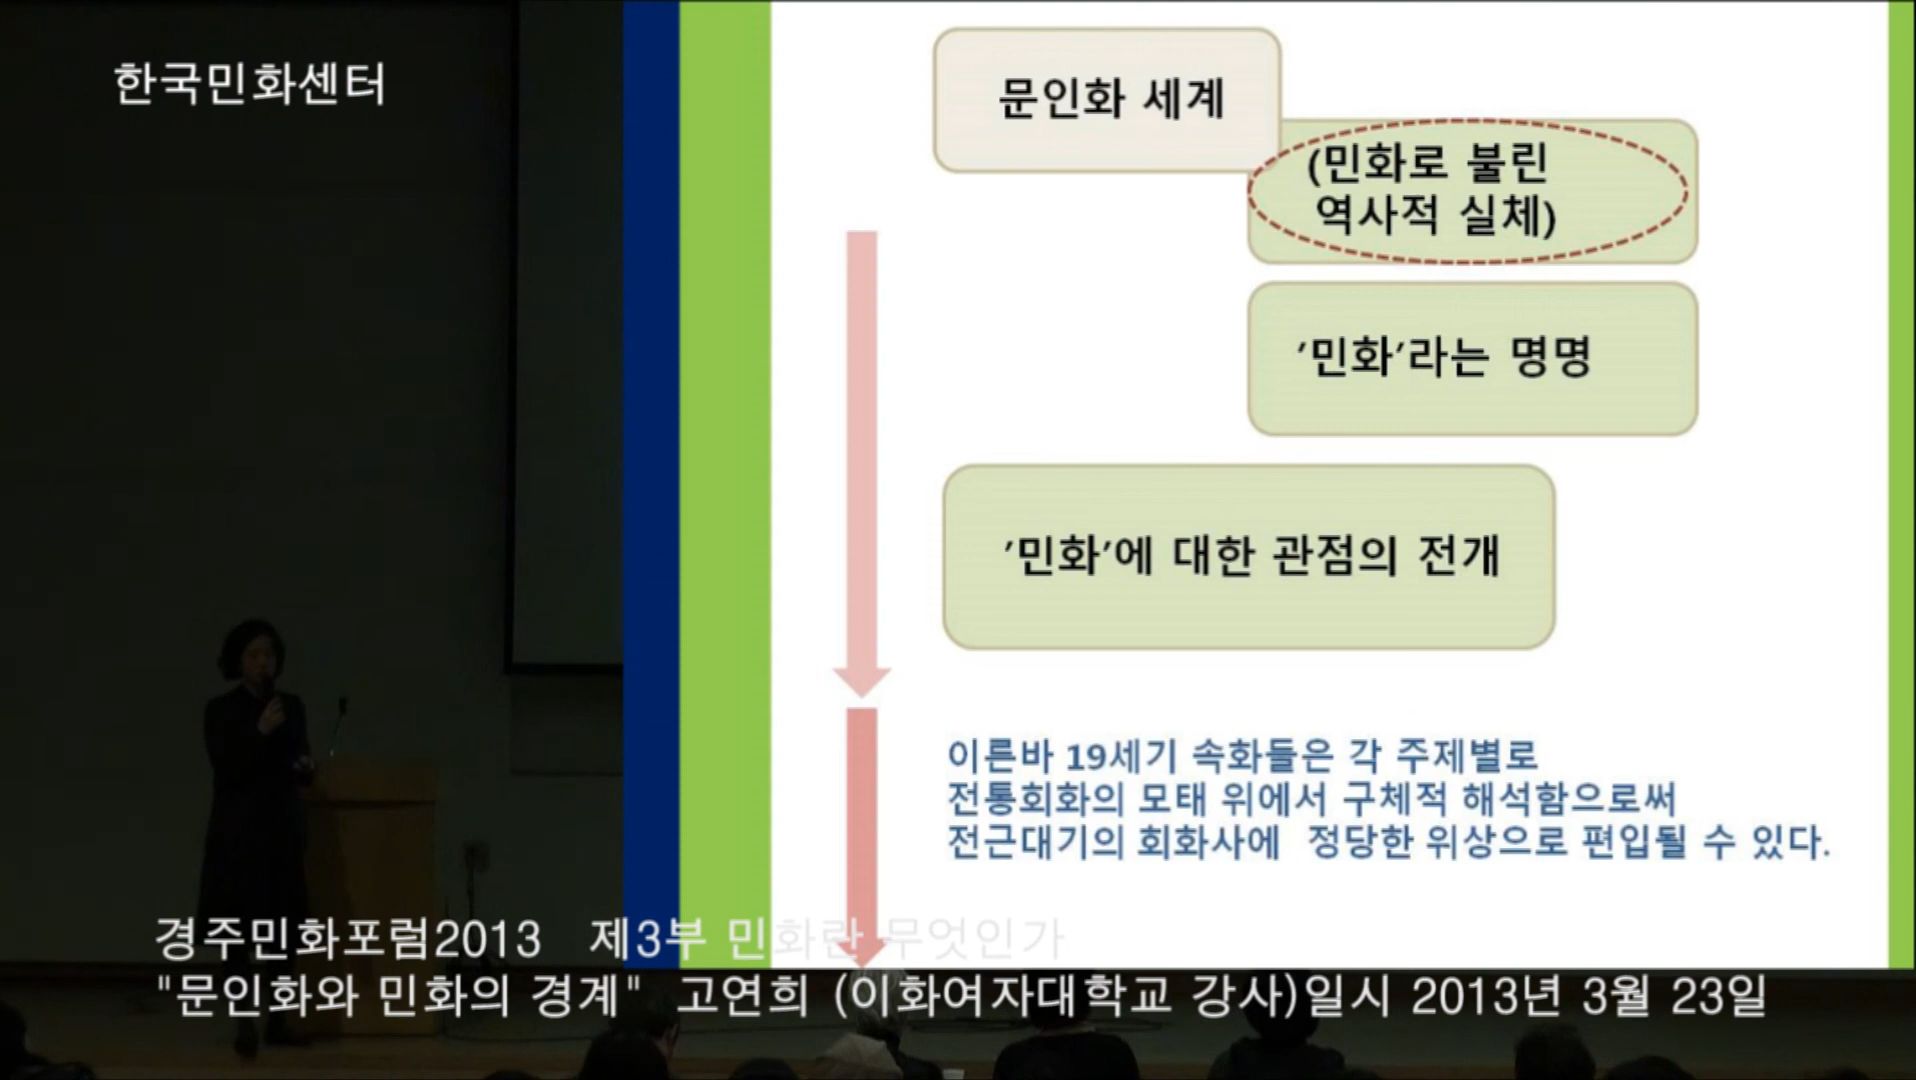 한국민화센터
문인화 세계
(민화로 불린
역사적 실체)
'민화'라는 명명
'민화'에 대한 관점의 전개
이른바 19세기 속화들은 각 주제별로
전통회화의 모태 위에서 구체적 해석함으로써
전근대기의 회화사에 정당한 위상으로 편입될 수 있다.
경주민화포럼2013 제3부 민화란 무엇인가
"문인화와 민화의 경계" 고연희 (이화여자대학교 강사)일시 2013년 3월 23일